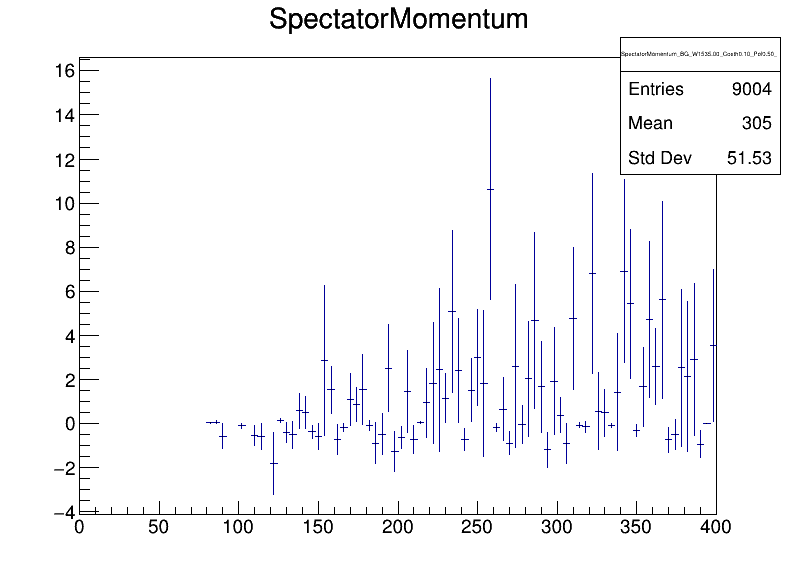 SpectatorMomentum
SpectatorMomentum_BG_W1535.00_Costh0.10_Pol0.50_
Entries 9004
Mean 305
Std Dev 51.53
16
14
12
10
8
6
4
2
0
−2
−4
0 50 100 150 200 250 300 350 400